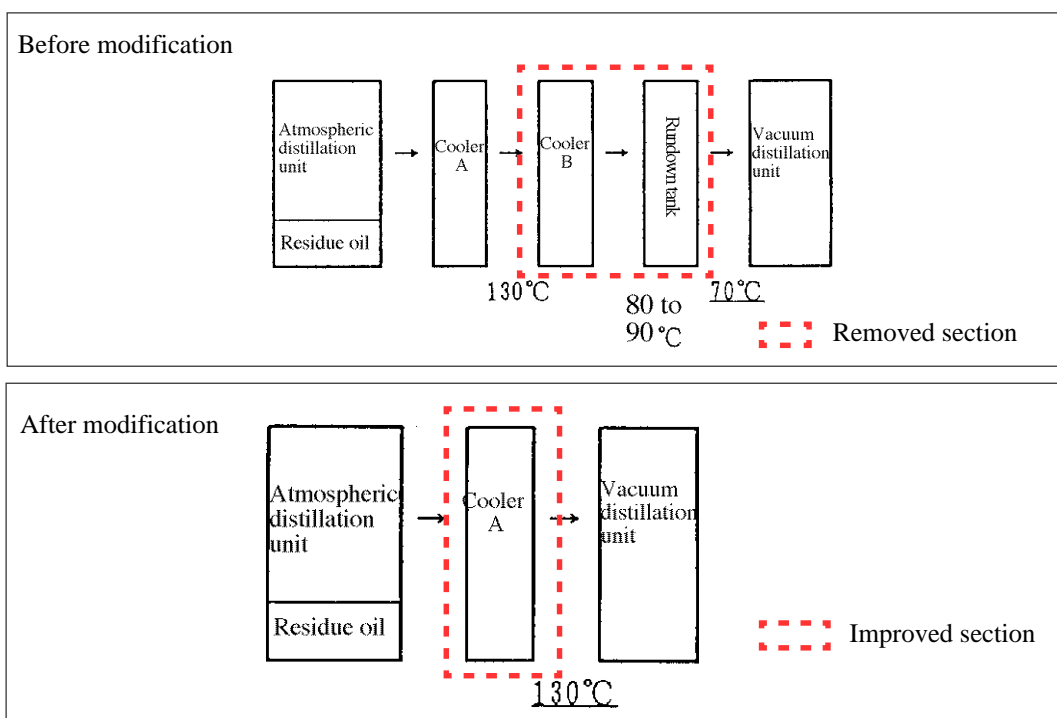 Before modification
Atmospheric
distillation
unit
Residue oil
Cooler
A
Cooler
B
Rundown tank
Vacuum
distillation
unit
130°C
80 to
90°C
70°C
Removed section
After modification
Atmospheric
distillation
unit
Residue oil
Cooler
A
Vacuum
distillation
unit
130°C
Improved section